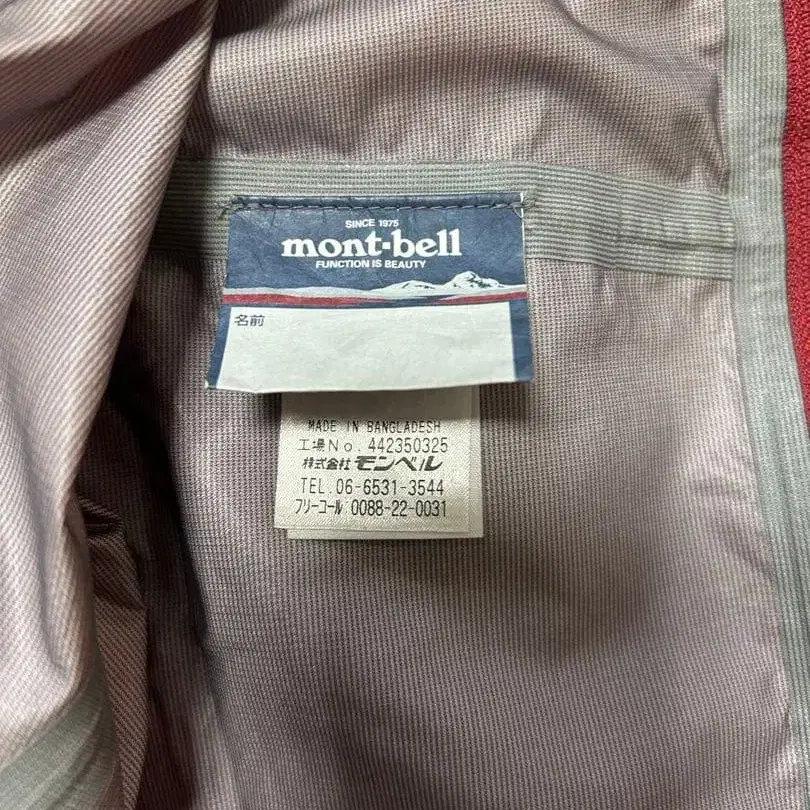 SINCE 1975
mont-bell
FUNCTION IS BEAUTY
名前
MADE IN BANGLADESH
工場No. 442350325
株式会社モンベル
TEL.06-6531-3544
フリーコール 0088-22-0031